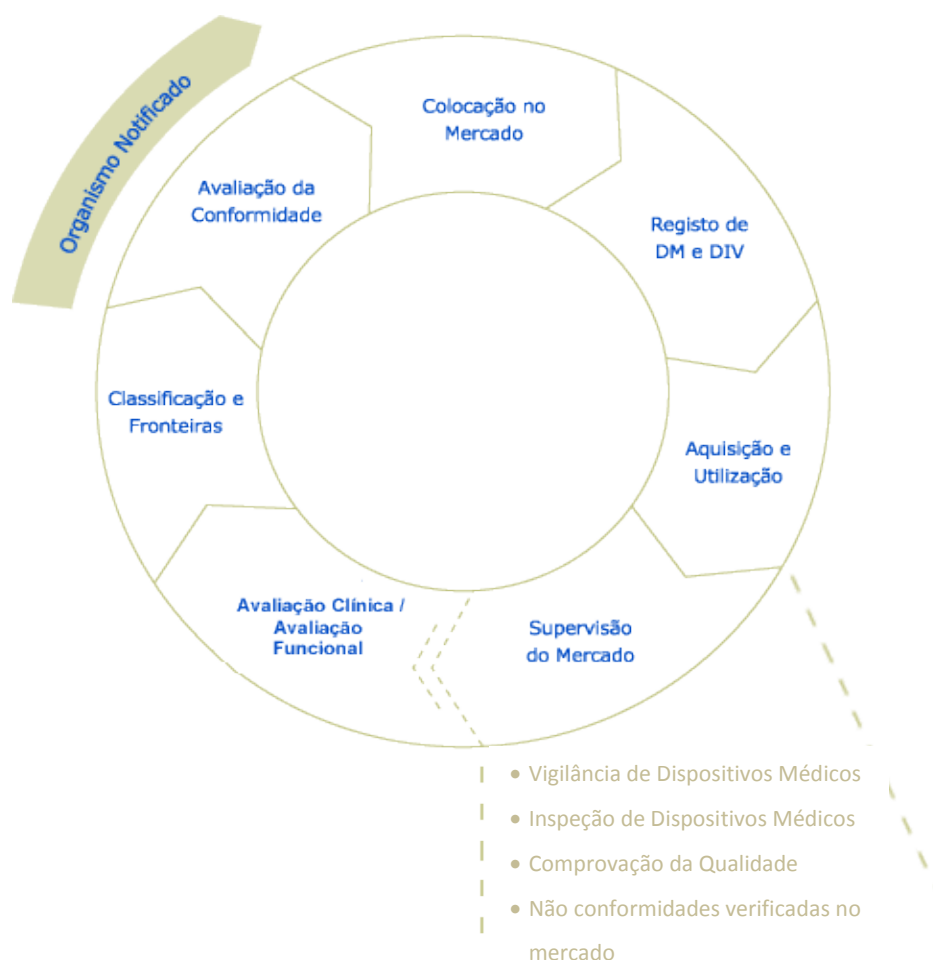 Organismo Notificado
Colocação no
Mercado
Avaliação da
Conformidade
Registo de
DM e DIV
Classificação e
Fronteiras
Aquisição e
Utilização
Avaliação Clínica /
Avaliação
Funcional
Supervisão
do Mercado
• Vigilância de Dispositivos Médicos
• Inspeção de Dispositivos Médicos
• Comprovação da Qualidade
• Não conformidades verificadas no
mercado